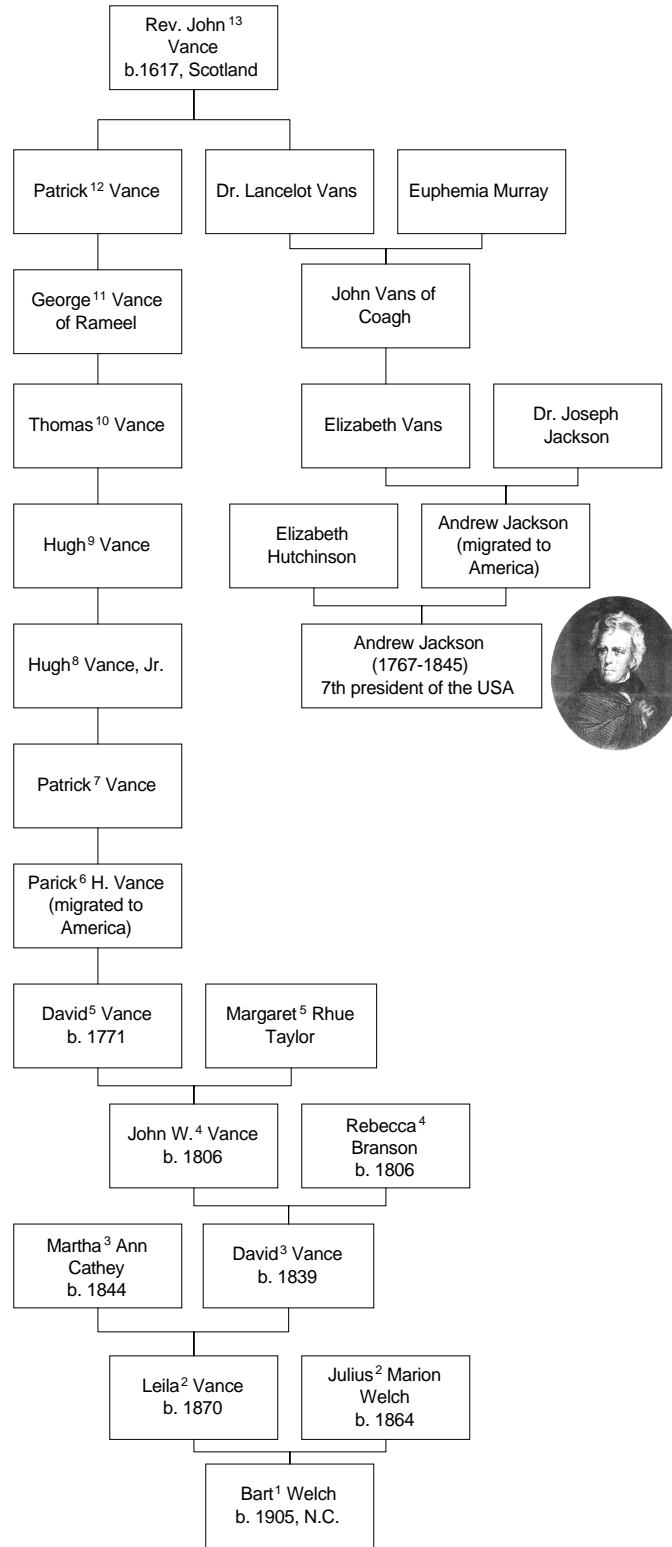 Rev. John 13
Vance
b.1617, Scotland
Patrick 12 Vance
Dr. Lancelot Vans
Euphemia Murray
George 11 Vance
of Rameel
John Vans of
Coagh
Thomas 10 Vance
Elizabeth Vans
Dr. Joseph
Jackson
Hugh 9 Vance
Elizabeth
Hutchinson
Andrew Jackson
(migrated to
America)
Hugh 8 Vance, Jr.
Andrew Jackson
(1767-1845)
7th president of the USA
Patrick 7 Vance
Parick 6 H. Vance
(migrated to
America)
David 5 Vance
b. 1771
Margaret 5 Rhue
Taylor
John W. 4 Vance
b. 1806
Rebecca 4
Branson
b. 1806
Martha 3 Ann
Cathey
b. 1844
David 3 Vance
b. 1839
Leila 2 Vance
b. 1870
Julius 2 Marion
Welch
b. 1864
Bart 1 Welch
b. 1905, N.C.